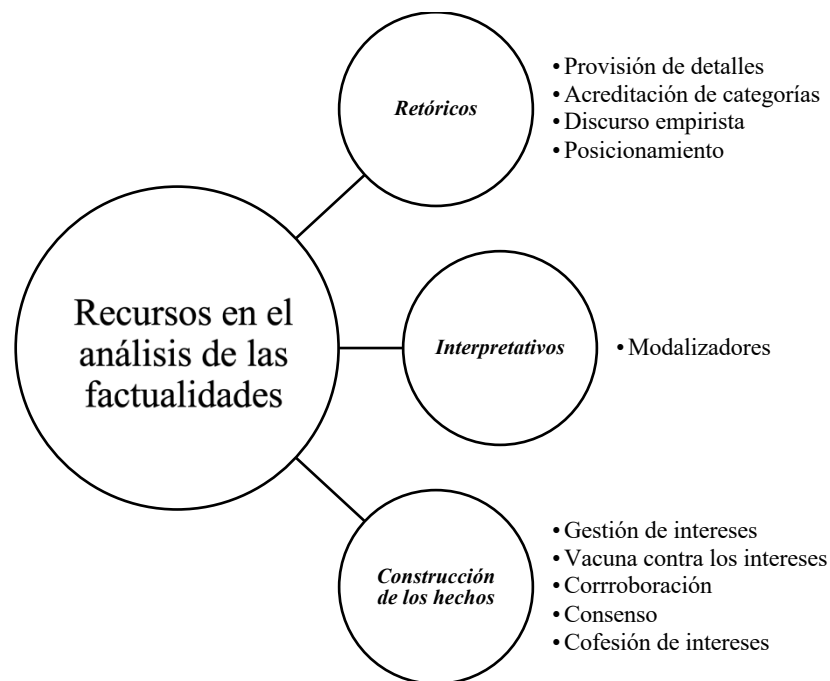 Recursos en el
análisis de las
factualidades
Retóricos
• Provisión de detalles
• Acreditación de categorías
• Discurso empirista
• Posicionamiento
Interpretativos
• Modalizadores
Construcción
de los hechos
• Gestión de intereses
• Vacuna contra los intereses
• Corrroboración
• Consenso
• Cofesión de intereses